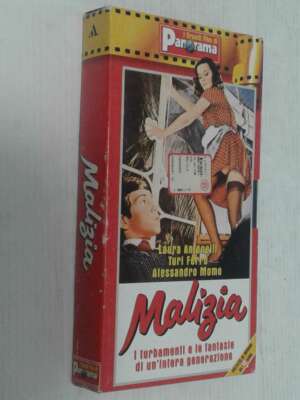 I Grandi Film di
Panorama
Laura Antonelli
Turi Ferro
Alessandro Momo
Malizia
I turbamenti e le fantasie
di un'intera generazione
Malizia
Panorama